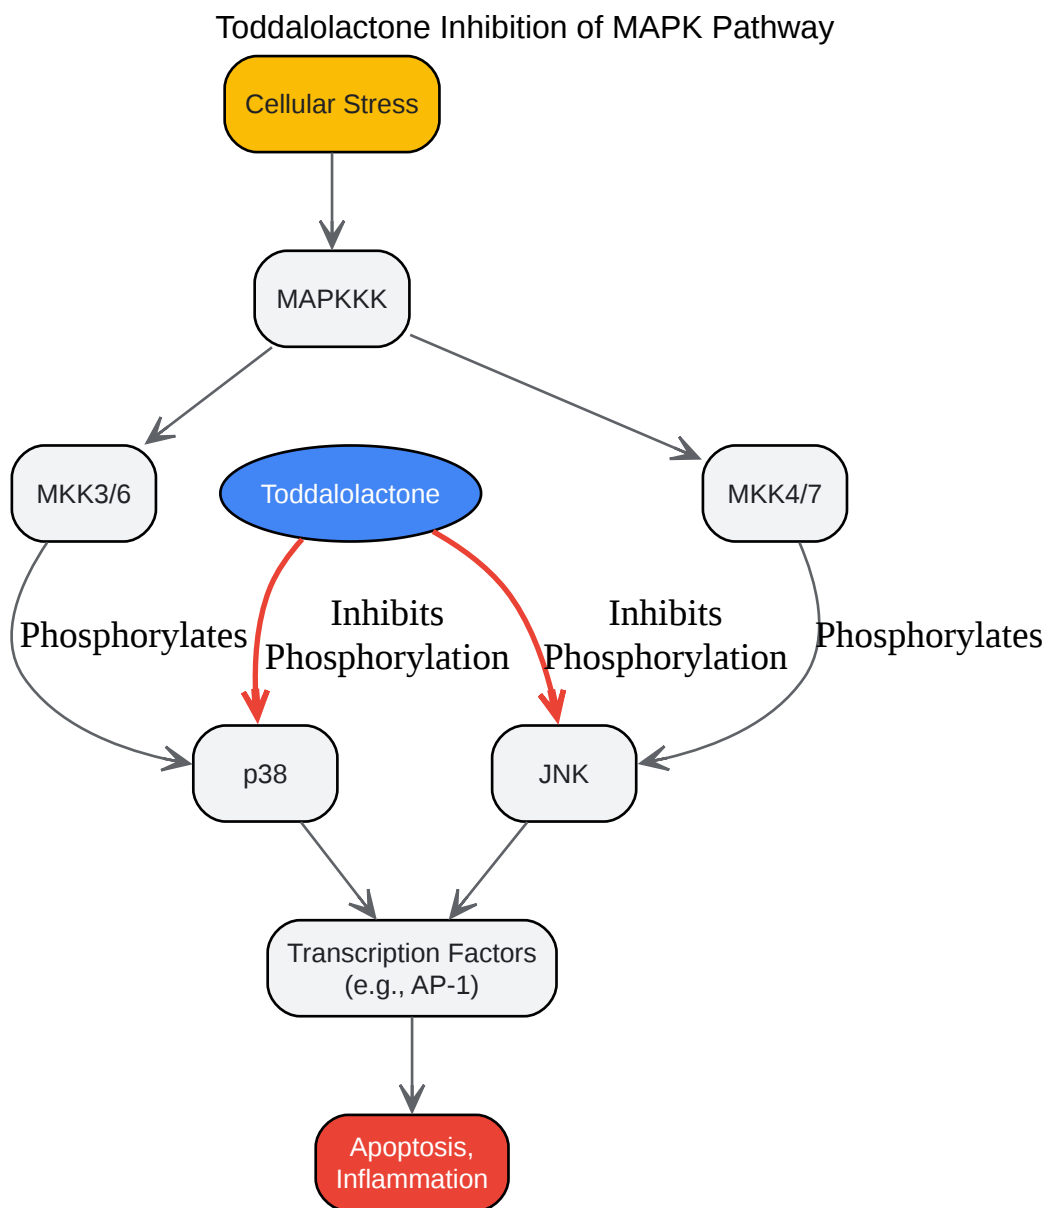 Toddalolactone Inhibition of MAPK Pathway
Cellular Stress
MAPKKK
MKK3/6
Toddalolactone
MKK4/7
Phosphorylates
Inhibits
Phosphorylation
Inhibits
Phosphorylation
Phosphorylates
p38
JNK
Transcription Factors
(e.g., AP-1)
Apoptosis,
Inflammation